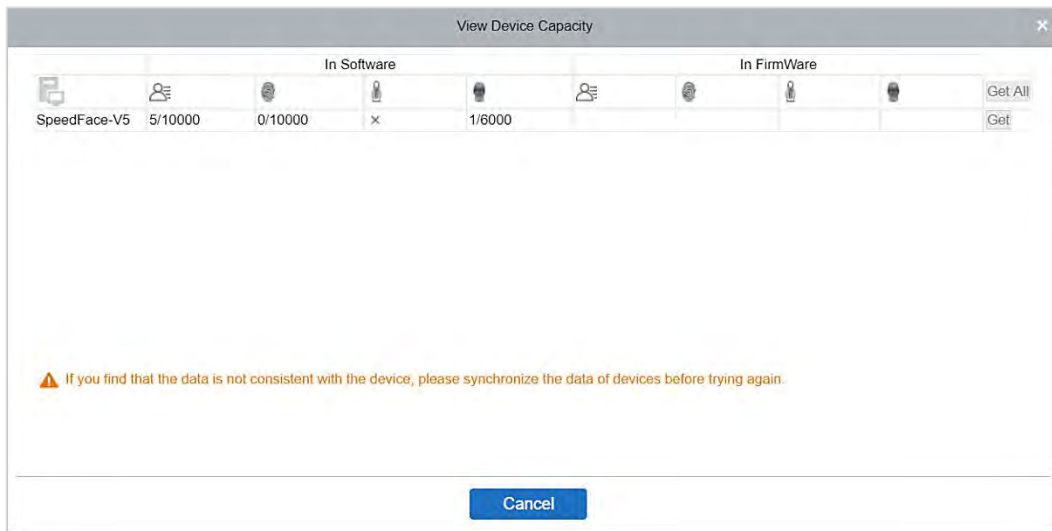 View Device Capacity ×
In Software In FirmWare
Get All
SpeedFace-V5 5/10000 0/10000 × 1/6000 Get
If you find that the data is not consistent with the device, please synchronize the data of devices before trying again.
Cancel